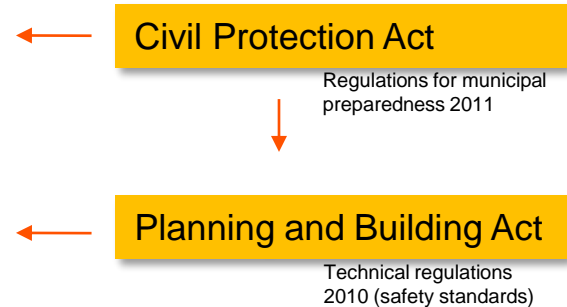 Civil Protection Act
Regulations for municipal
preparedness 2011
Planning and Building Act
Technical regulations
2010 (safety standards)